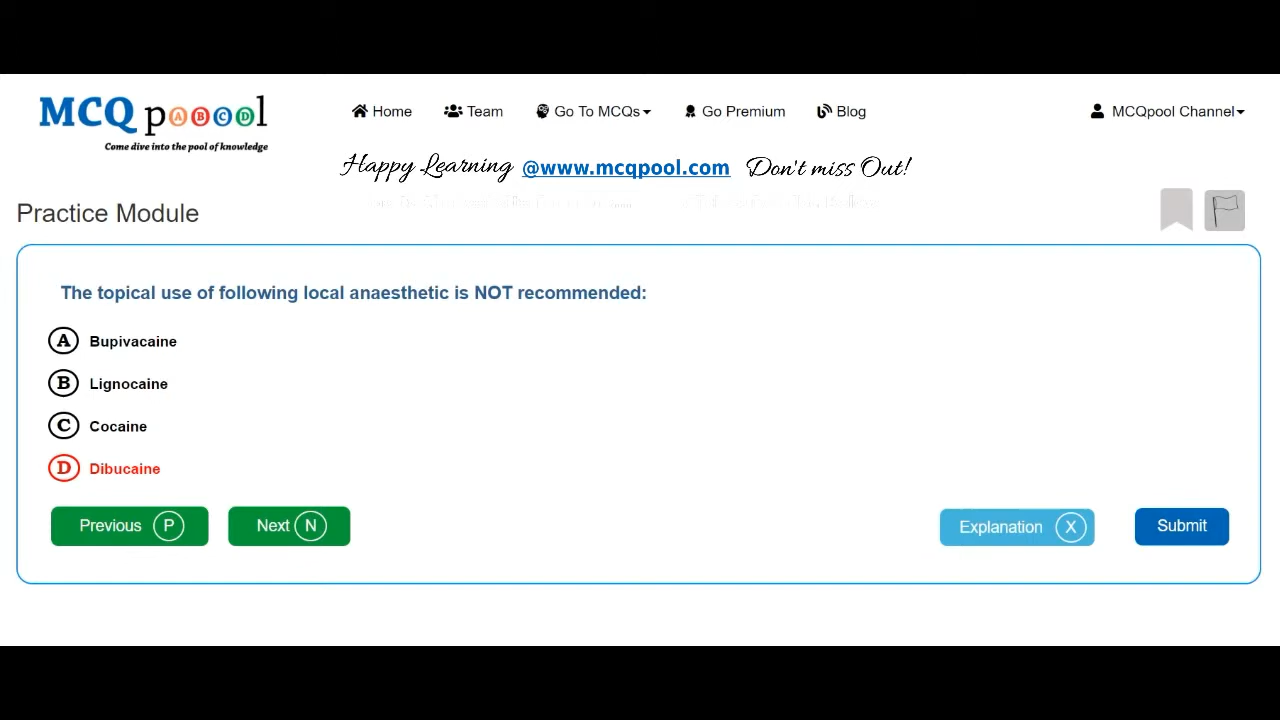 MCQ pABCDl
Come dive into the pool of knowledge
Home Team Go To MCQs Go Premium Blog MCQpool Channel
Happy Learning @www.mcqpool.com Don't miss Out!
Practice Module
The topical use of following local anaesthetic is NOT recommended:
A Bupivacaine
B Lignocaine
C Cocaine
D Dibucaine
Previous P Next N Explanation X Submit